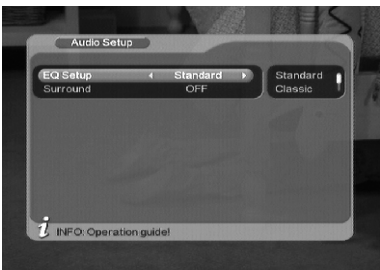 Audio Setup
EQ Setup Standard Standard
Surround OFF Classic
INFO: Operation guide!